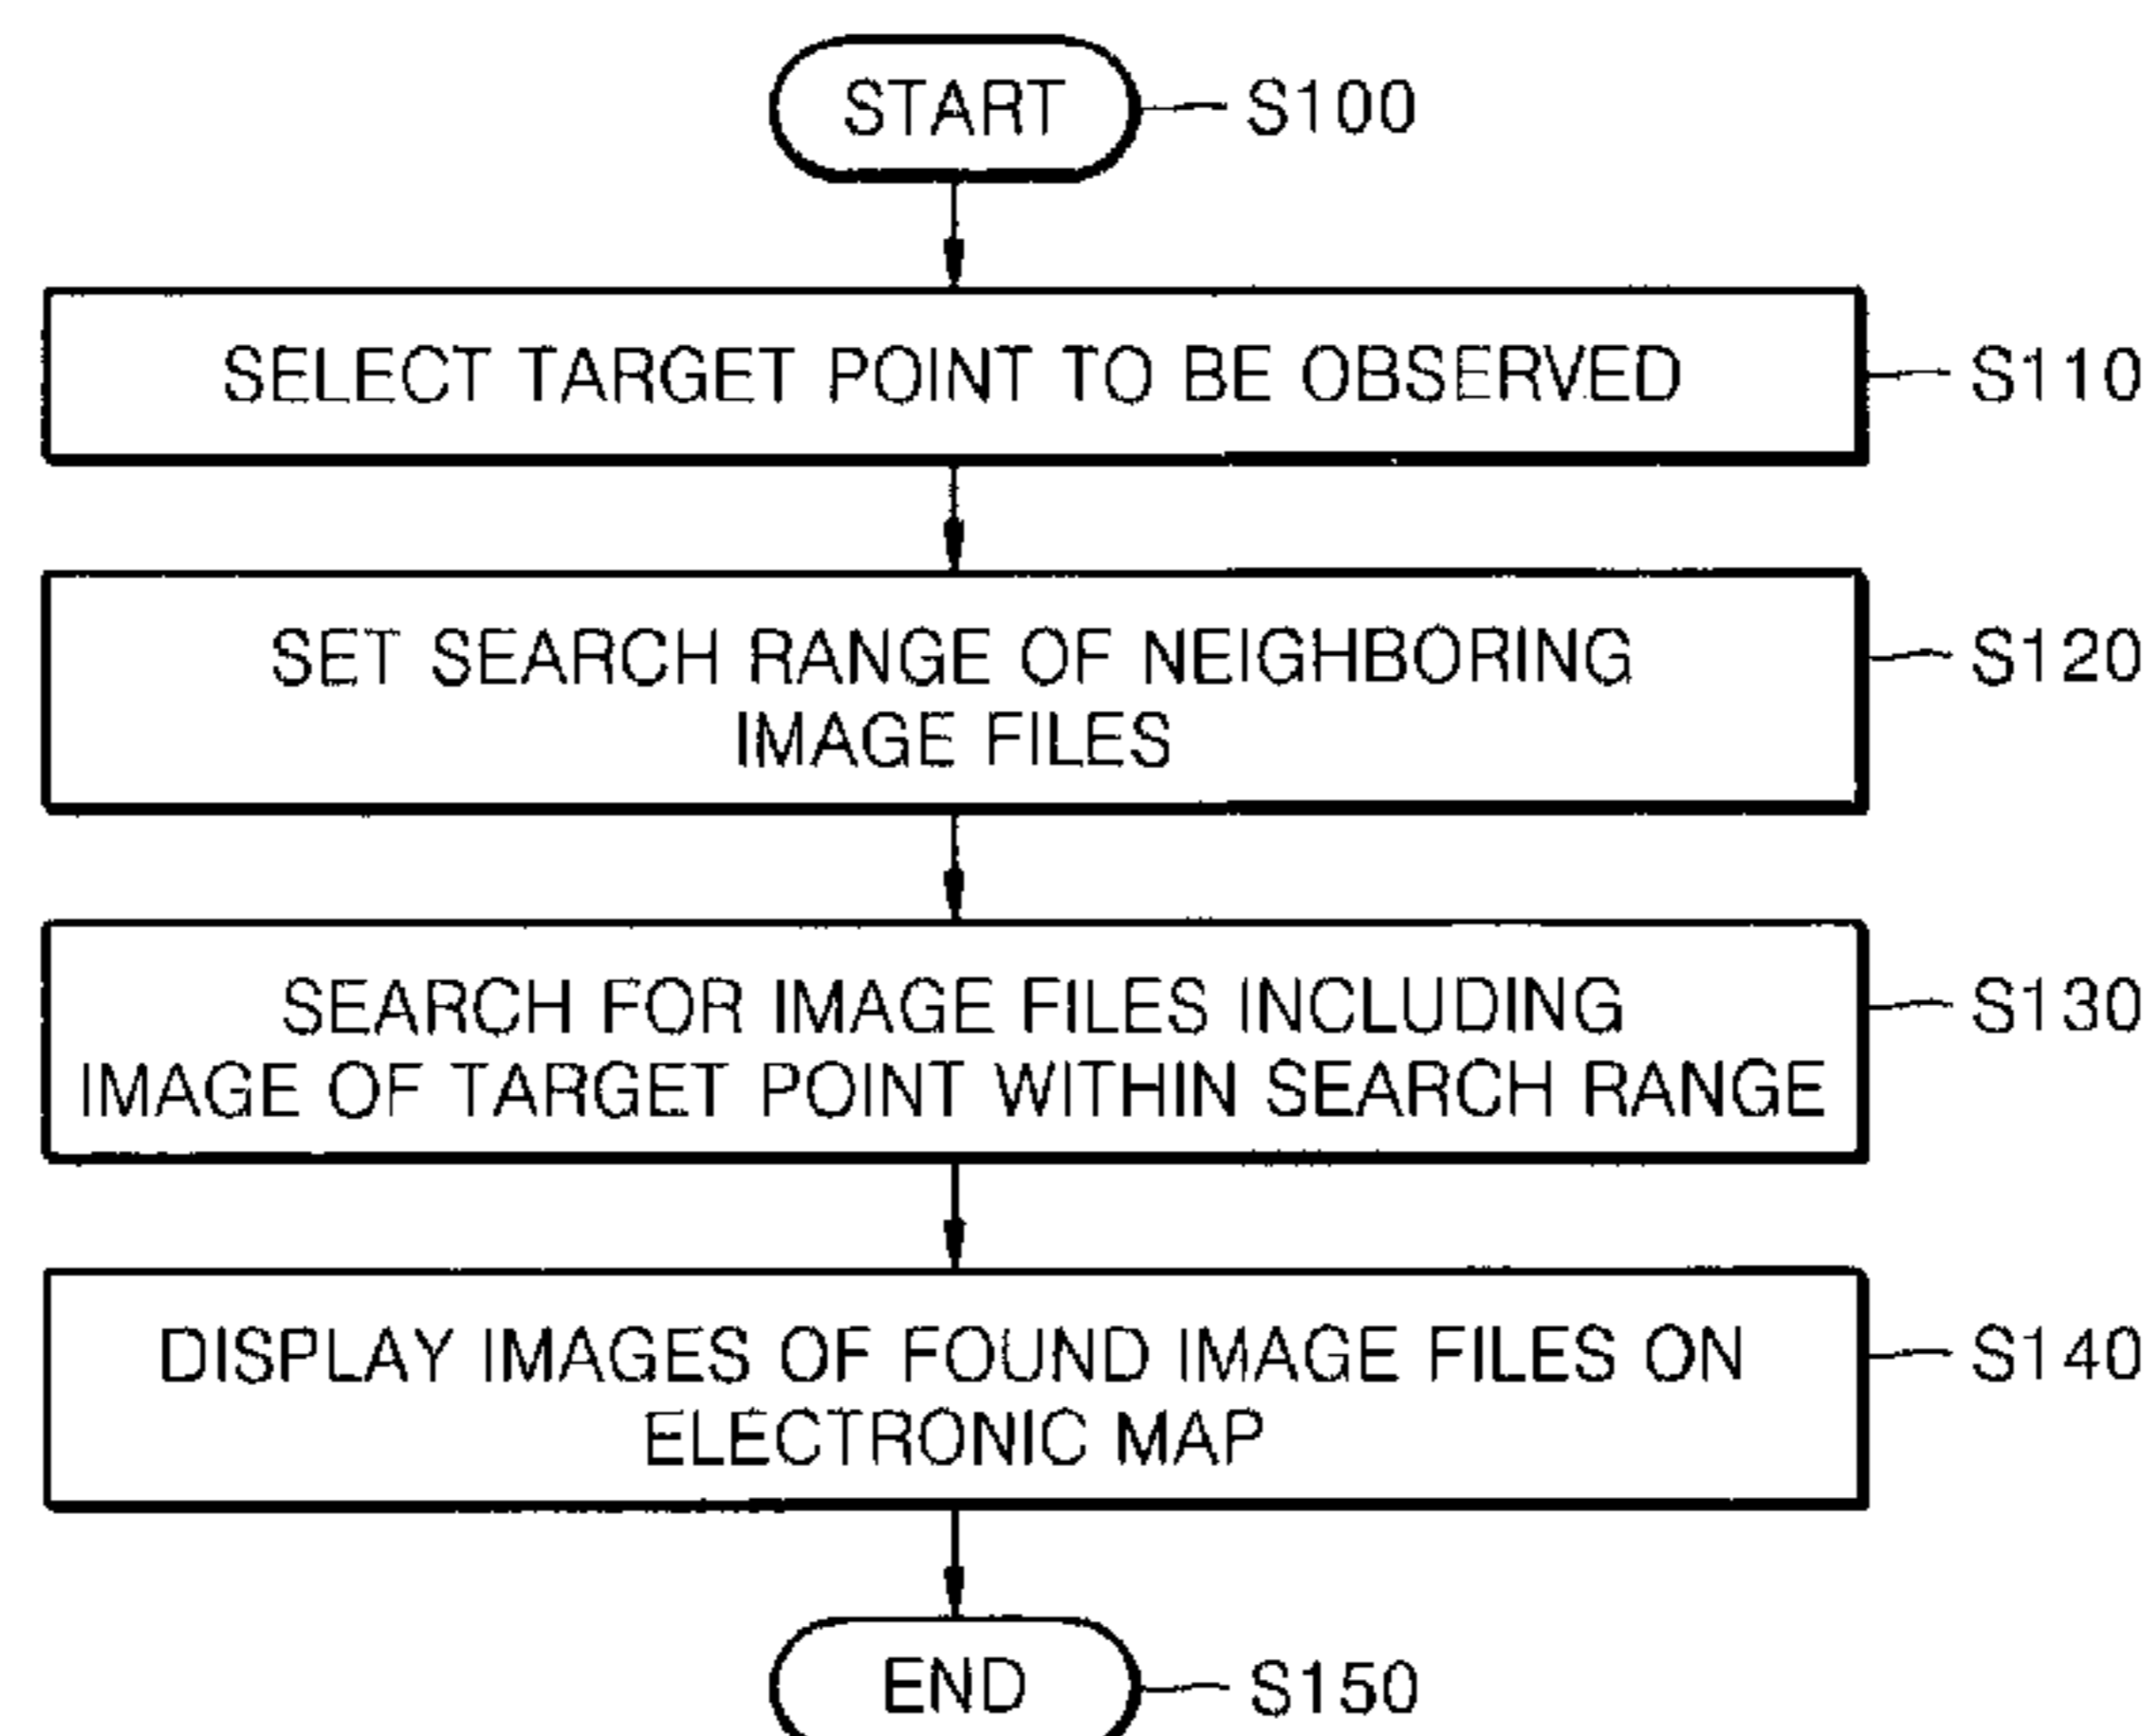 START S100
SELECT TARGET POINT TO BE OBSERVED S110
SET SEARCH RANGE OF NEIGHBORING S120
IMAGE FILES
SEARCH FOR IMAGE FILES INCLUDING S130
IMAGE OF TARGET POINT WITHIN SEARCH RANGE
DISPLAY IMAGES OF FOUND IMAGE FILES ON S140
ELECTRONIC MAP
END S150